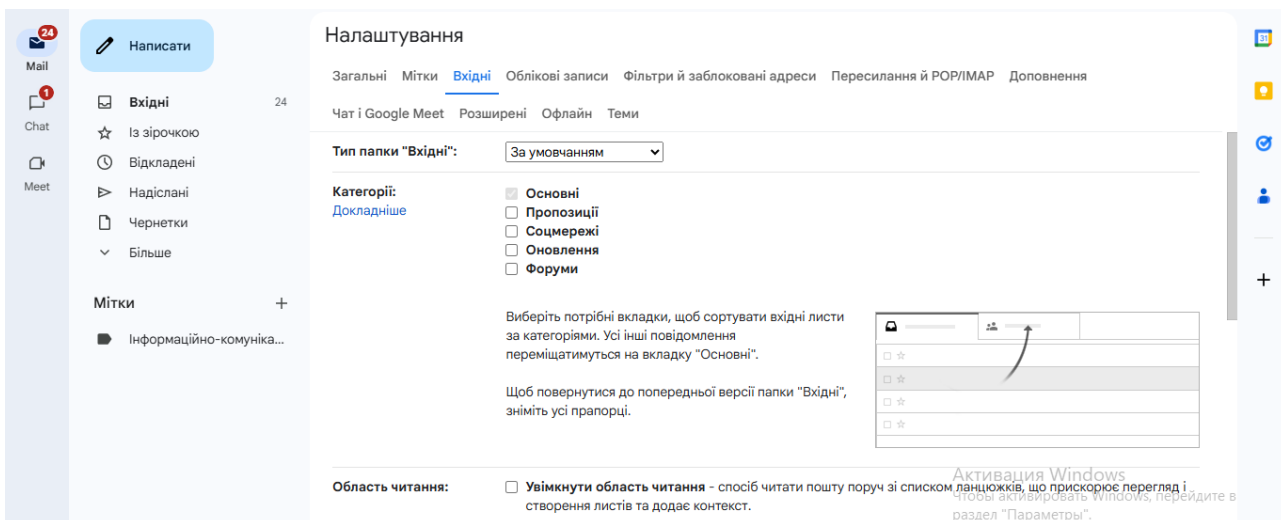 24
Mail
1
Chat
Meet
Написати
Вхідні 24
Із зірочкою
Відкладені
Надіслані
Чернетки
Більше
Мітки +
Інформаційно-комуніка...
Налаштування
Загальні Мітки Вхідні Облікові записи Фільтри й заблоковані адреси Пересилання й POP/IMAP Доповнення
Чат і Google Meet Розширені Офлайн Теми
Тип папки "Вхідні": За умовчанням
Категорії:
Докладніше
Основні
Пропозиції
Соцмережі
Оновлення
Форуми
Виберіть потрібні вкладки, щоб сортувати вхідні листи
за категоріями. Усі інші повідомлення
переміщатимуться на вкладку "Основні".
Щоб повернутися до попередньої версії папки "Вхідні",
зніміть усі прапорці.
Область читання: Увімкнути область читання - спосіб читати пошту поруч зі списком ланцюжків, що прискорює перегляд і
створення листів та додає контекст.
Активация Windows
Чтобы активировать Windows, перейдите в
раздел "Параметры".
31
+